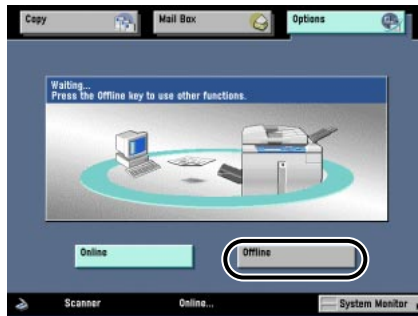 Copy
Mail Box
Options
Waiting...
Press the Offline key to use other functions.
Online
Offline
Scanner
Online...
System Monitor